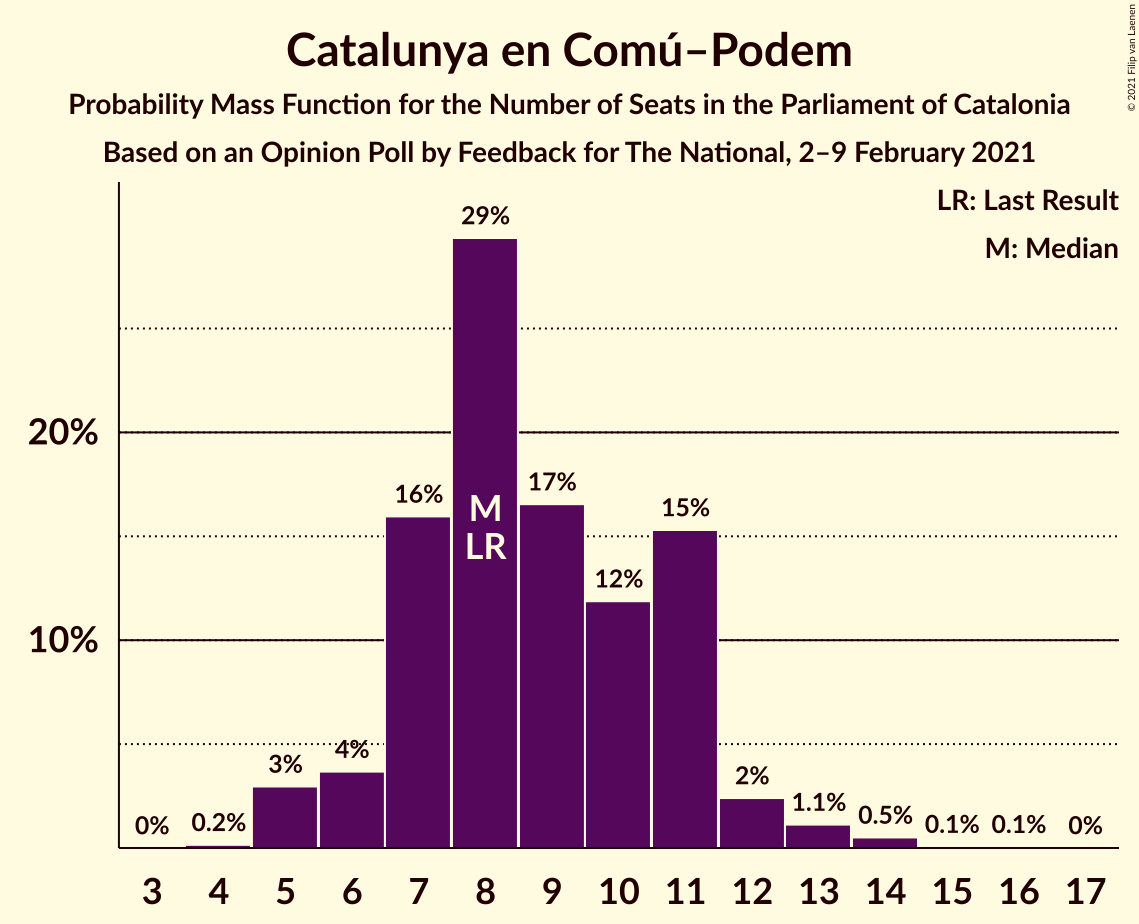 Catalunya en Comú–Podem
Probability Mass Function for the Number of Seats in the Parliament of Catalonia
Based on an Opinion Poll by Feedback for The National, 2–9 February 2021
© 2021 Filip van Laenen
LR: Last Result
M: Median
20%
10%
0%
0.2%
3%
4%
16%
29%
M
LR
17%
12%
15%
2%
1.1%
0.5%
0.1%
0.1%
0%
3 4 5 6 7 8 9 10 11 12 13 14 15 16 17